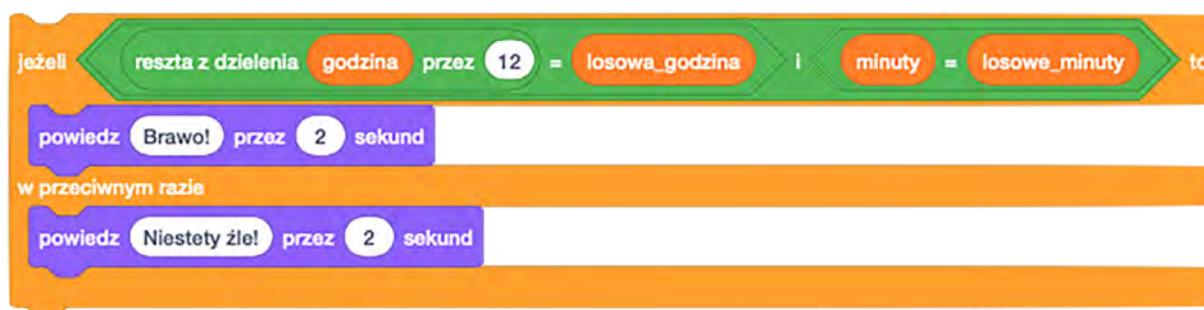 jeżeli reszta z dzielenia godzina przez 12 = losowa_godzina i minuty = losowe_minuty to
powiedz Brawo! przez 2 sekund
w przeciwnym razie
powiedz Niestety źle! przez 2 sekund